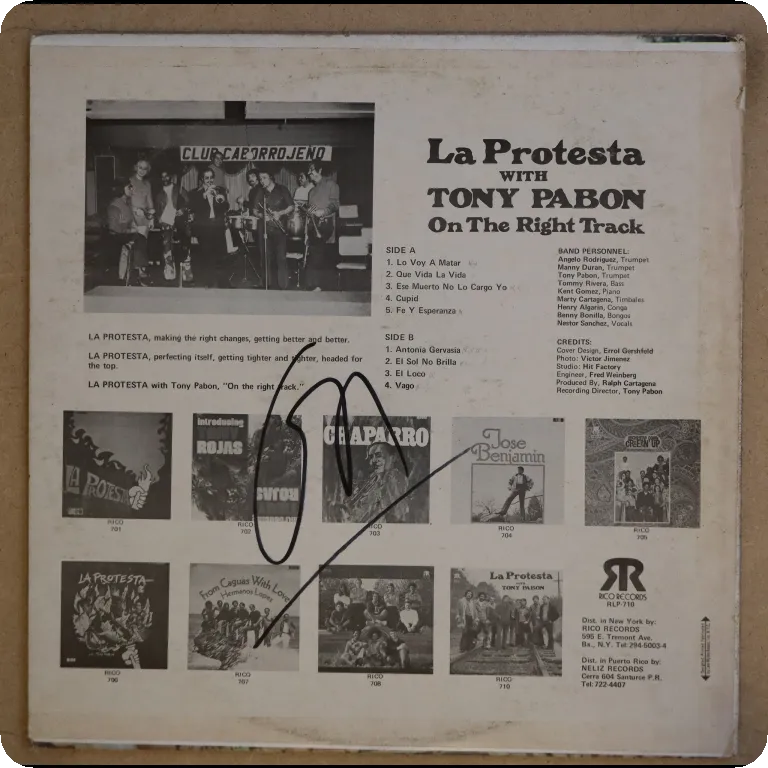 CLUB CABORROJEÑO
La Protesta
WITH
TONY PABON
On The Right Track
SIDE A
1. Lo Voy A Matar
2. Que Vida La Vida
3. Ese Muerto No Lo Cargo Yo
4. Cupid
5. Fe Y Esperanza
SIDE B
1. Antonia Gervasia
2. El Sol No Brilla
3. El Loco
4. Vago
BAND PERSONNEL:
Angelo Rodriguez, Trumpet
Manny Duran, Trumpet
Tony Pabon, Trumpet
Tommy Rivera, Bass
Kent Gomez, Piano
Marty Cartagena, Timbales
Henry Algarin, Conga
Benny Bonilla, Bongos
Nestor Sanchez, Vocals
CREDITS:
Cover Design, Errol Gershfeld
Photo: Victor Jimenez
Studio: Hit Factory
Engineer, Fred Weinberg
Produced By, Ralph Cartagena
Recording Director, Tony Pabon
LA PROTESTA, making the right changes, getting better and better.
LA PROTESTA, perfecting itself, getting tighter and tighter, headed for
the top.
LA PROTESTA with Tony Pabon, "On the right track."
LA PROTESTA
RICO
701
Introducing
ROJAS
RICO
702
CHAPARRO
RICO
703
Jose
Benjamin
RICO
704
RICO
705
LA PROTESTA
RICO
706
From Caguas With Love
Hermanos Lopez
RICO
707
RICO
708
La Protesta
WITH
TONY PABON
RICO
710
RR
RICO RECORDS
RLP-710
Dist. in New York by:
RICO RECORDS
595 E. Tremont Ave.
Bx., N.Y. Tel: 294-5003-4
Dist. in Puerto Rico by:
NELIZ RECORDS
Cerra 604 Santurce P.R.
Tel: 722-4407